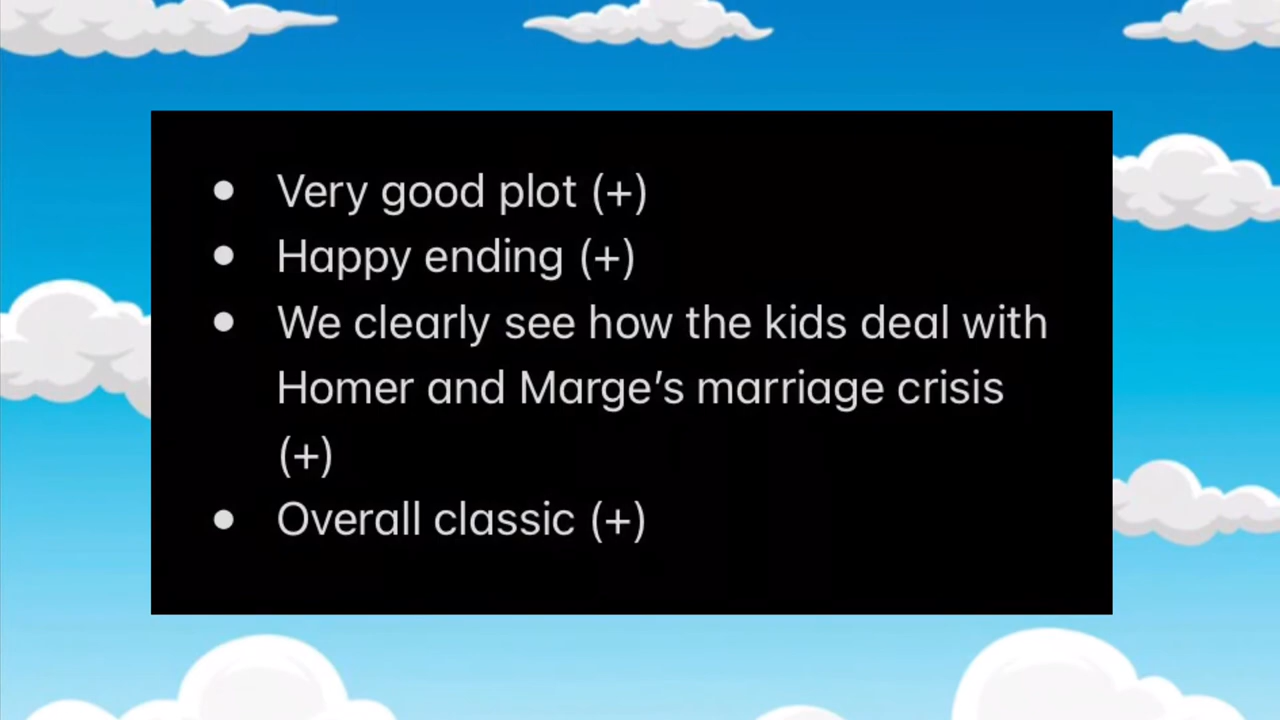 ● Very good plot (+)
● Happy ending (+)
● We clearly see how the kids deal with
Homer and Marge’s marriage crisis
(+)
● Overall classic (+)